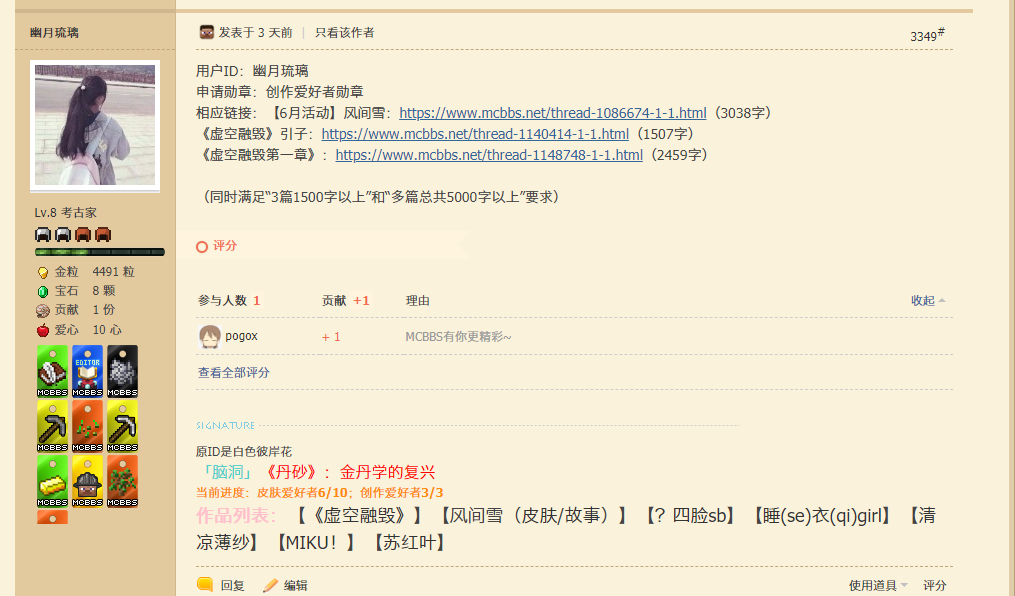 幽月琉璃
发表于 3 天前 | 只看该作者
3349#
用户ID：幽月琉璃
申请勋章：创作爱好者勋章
相应链接：【6月活动】风间雪：https://www.mcbbs.net/thread-1086674-1-1.html（3038字）
《虚空融毁》引子：https://www.mcbbs.net/thread-1140414-1-1.html（1507字）
《虚空融毁第一章》：https://www.mcbbs.net/thread-1148748-1-1.html（2459字）
（同时满足“3篇1500字以上”和“多篇总共5000字以上”要求）
Lv.8 考古家
金粒 4491 粒
宝石 8 颗
贡献 1 份
爱心 10 心
EDITOR
MCBBS MCBBS MCBBS
MCBBS MCBBS MCBBS
MCBBS MCBBS MCBBS
评分
参与人数 1 贡献 +1 理由 收起
pogox + 1 MCBBS有你更精彩~
查看全部评分
SIGNATURE
原ID是白色彼岸花
「脑洞」《丹砂》：金丹学的复兴
当前进度：皮肤爱好者6/10；创作爱好者3/3
作品列表：【《虚空融毁》】【风间雪（皮肤/故事）】【？四脸sb】【睡(se)衣(qi)girl】【清
凉薄纱】【MIKU！】【苏红叶】
回复 编辑 使用道具 评分